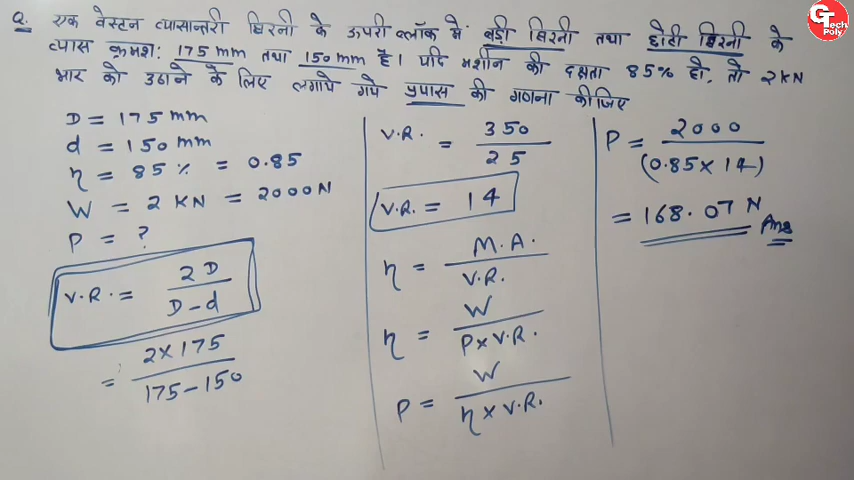 Q. एक वेस्टन व्यासान्तरी घिरनी के ऊपरी ब्लॉक में बड़ी घिरनी तथा छोटी घिरनी के
व्यास क्रमश: 175 mm तथा 150 mm है। यदि मशीन की दक्षता 85% हो, तो 2KN
भार को उठाने के लिए लगाये गये प्रयास की गणना कीजिए
D = 175 mm
d = 150 mm
η = 85 % = 0.85
W = 2 KN = 2000 N
P = ?
V.R. = 2D / D-d
= 2×175 / 175-150
V.R. = 350 / 25
V.R. = 14
η = M.A. / V.R.
η = W / P×V.R.
P = W / η×V.R.
P = 2000 / (0.85×14)
= 168.07 N Ans
G Tech Poly